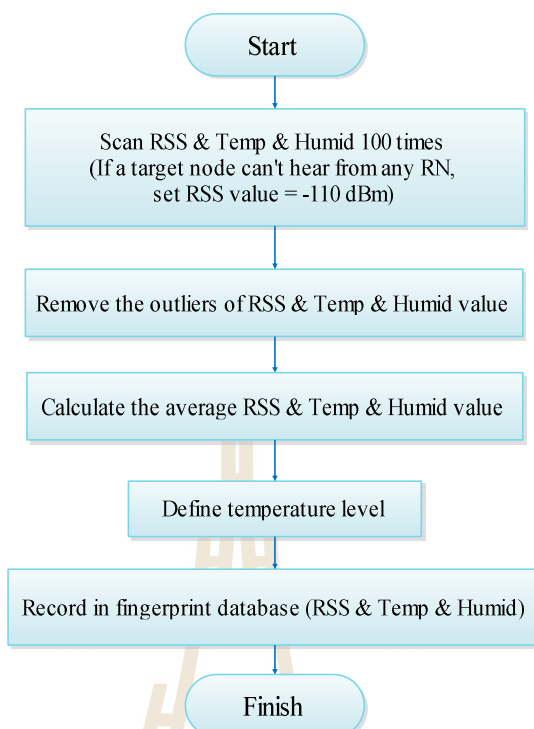 Start
Scan RSS & Temp & Humid 100 times
(If a target node can't hear from any RN,
set RSS value = -110 dBm)
Remove the outliers of RSS & Temp & Humid value
Calculate the average RSS & Temp & Humid value
Define temperature level
Record in fingerprint database (RSS & Temp & Humid)
Finish